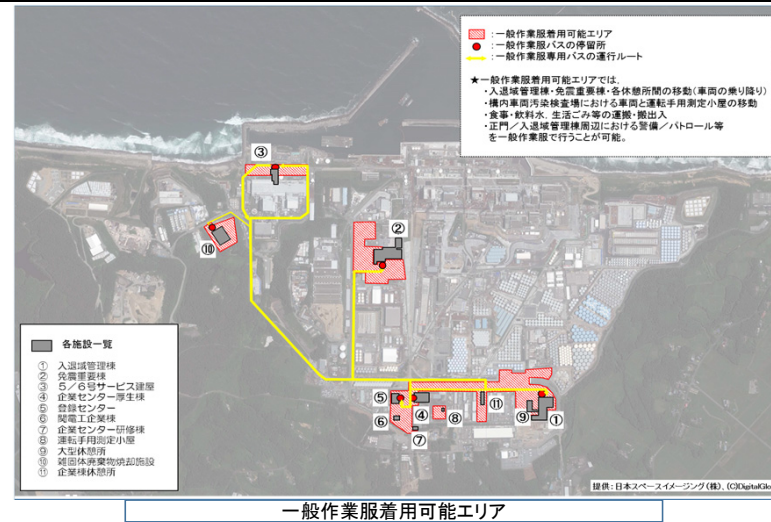 ：一般作業服着用可能エリア
：一般作業服バスの停留所
：一般作業服専用バスの運行ルート
★一般作業服着用可能エリアでは、
・入退域管理棟・免震重要棟・各休憩所間の移動（車両の乗り降り）
・構内車両汚染検査場における車両と運転手用測定小屋の移動
・食事・飲料水、生活ごみ等の運搬・搬出入
・正門／入退域管理棟周辺における警備／パトロール等
を一般作業服で行うことが可能。
③
②
⑩
各施設一覧
① 入退域管理棟
② 免震重要棟
③ ５／６号サービス建屋
④ 企業センター厚生棟
⑤ 登録センター
⑥ 関電工企業棟
⑦ 企業センター研修棟
⑧ 運転手用測定小屋
⑨ 大型休憩所
⑩ 雑固体廃棄物焼却施設
⑪ 企業棟休憩所
⑤
④
⑧
⑪
⑨
①
⑥
⑦
提供：日本スペースイメージング（株）、(C)DigitalGlo
一般作業服着用可能エリア